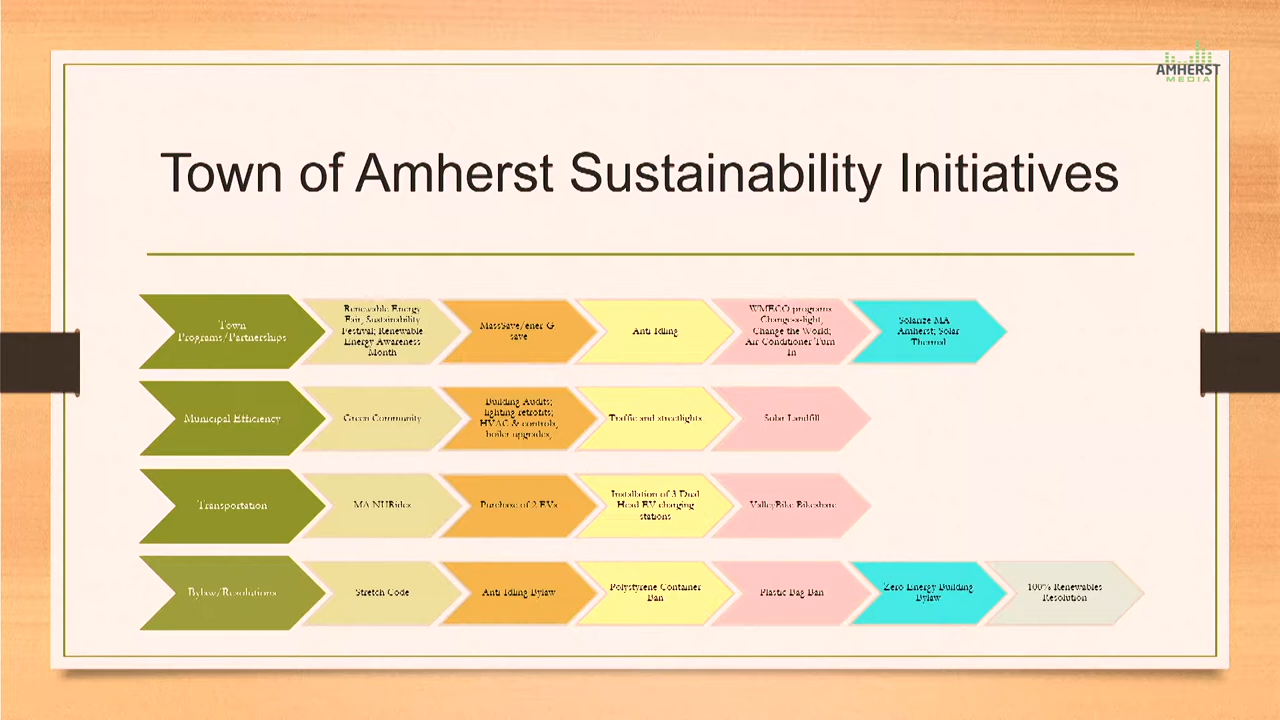 AMHERST
MEDIA
Town of Amherst Sustainability Initiatives
Town
Programs/Partnerships
Renewable Energy
Fair, Sustainability
Festival; Renewable
Energy Awareness
Month
MassSave/ener-G-
save
Anti-Idling
WMECO programs
Change-a-light,
Change the World;
Air Conditioner Turn
In
Solarize MA-
Amherst; Solar
Thermal
Municipal Efficiency
Green Community
Building Audits;
lighting retrofits;
HVAC & controls,
boiler upgrades,
Traffic and streetlights
Solar Landfill
Transportation
MA NURides
Purchase of 2 EVs
Installation of 3 Dual
Head EV charging
stations
ValleyBike Bikeshare
Bylaw/Resolutions
Stretch Code
Anti-Idling Bylaw
Polystyrene Container
Ban
Plastic Bag Ban
Zero Energy Building
Bylaw
100% Renewables
Resolution